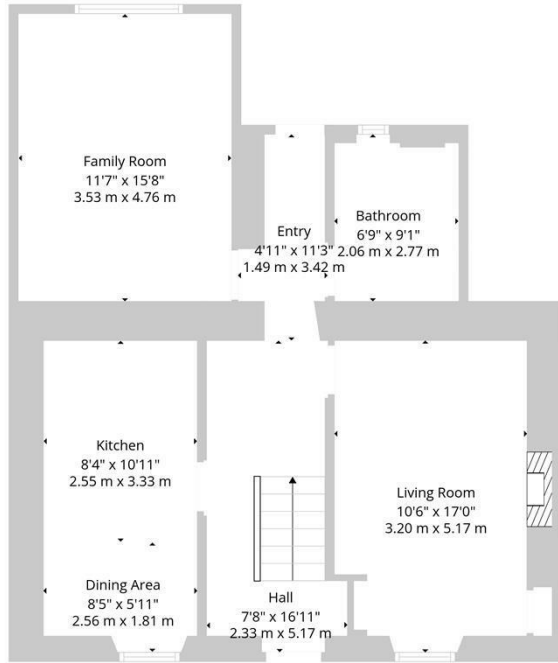 Family Room
11'7" x 15'8"
3.53 m x 4.76 m
Entry
4'11" x 11'3"
1.49 m x 3.42 m
Bathroom
6'9" x 9'1"
2.06 m x 2.77 m
Kitchen
8'4" x 10'11"
2.55 m x 3.33 m
Living Room
10'6" x 17'0"
3.20 m x 5.17 m
Dining Area
8'5" x 5'11"
2.56 m x 1.81 m
Hall
7'8" x 16'11"
2.33 m x 5.17 m